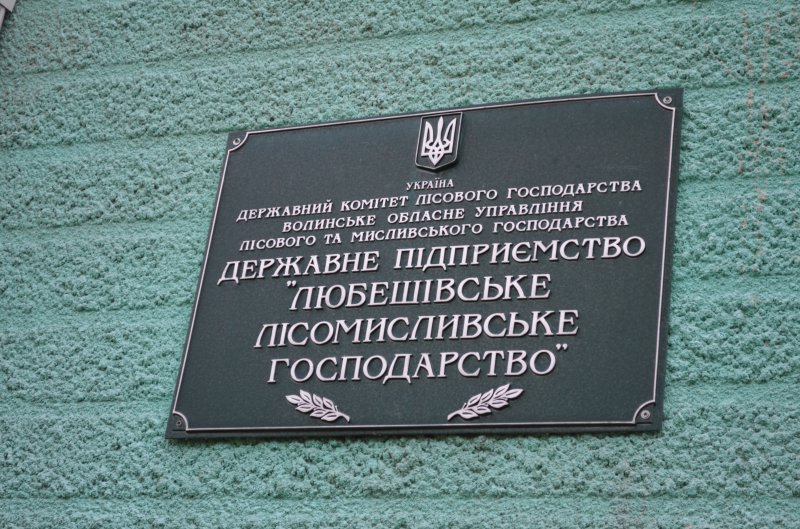 УКРАЇНА
ДЕРЖАВНИЙ КОМІТЕТ ЛІСОВОГО ГОСПОДАРСТВА
ВОЛИНСЬКЕ ОБЛАСНЕ УПРАВЛІННЯ
ЛІСОВОГО ТА МИСЛИВСЬКОГО ГОСПОДАРСТВА
ДЕРЖАВНЕ ПІДПРИЄМСТВО
"ЛЮБЕШІВСЬКЕ
ЛІСОМИСЛИВСЬКЕ
ГОСПОДАРСТВО"